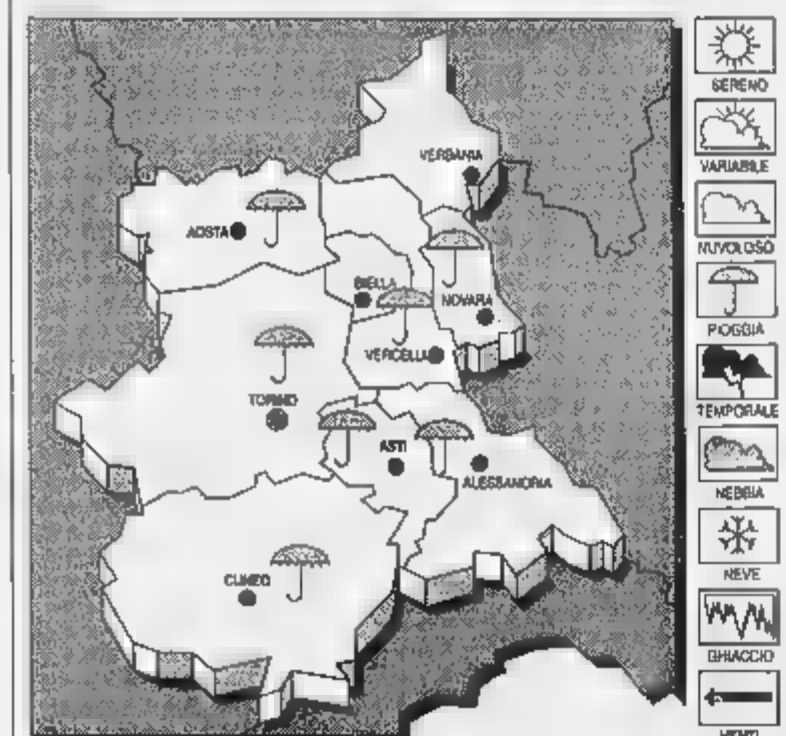 VERBANIA
AOSTA
BIELLA
NOVARA
VERCELLI
TORINO
ASTI
ALESSANDRIA
CUNEO
SERENO
VARIABILE
NUVOLOSO
PIOGGIA
TEMPORALE
NEBBIA
NEVE
GHIACCIO